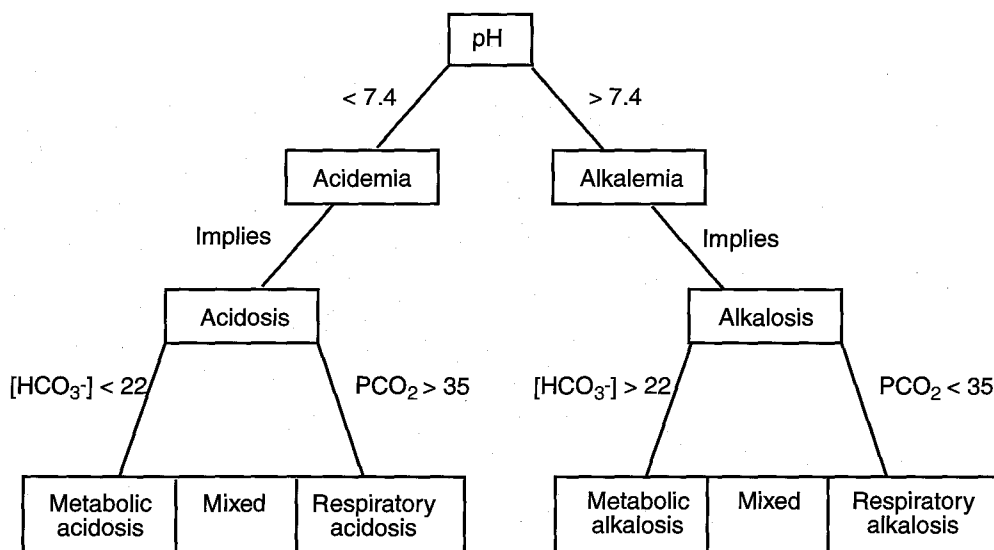 pH
< 7.4
> 7.4
Acidemia
Alkalemia
Implies
Implies
Acidosis
Alkalosis
[HCO₃-] < 22
PCO₂ > 35
[HCO₃-] > 22
PCO₂ < 35
Metabolic
acidosis
Mixed
Respiratory
acidosis
Metabolic
alkalosis
Mixed
Respiratory
alkalosis